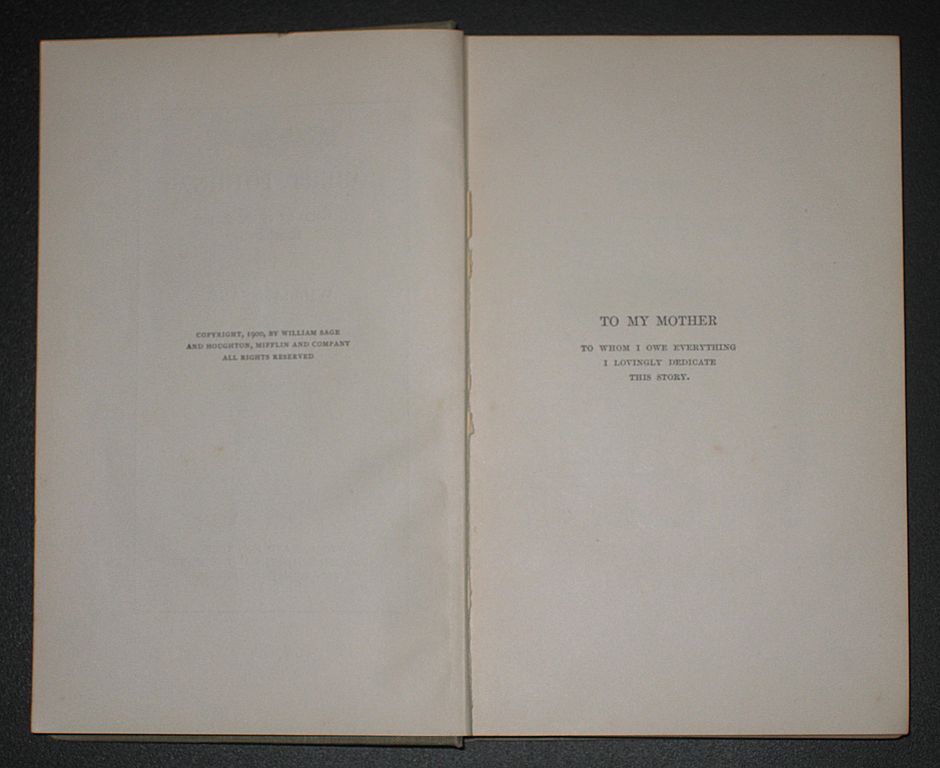 COPYRIGHT, 1900, BY WILLIAM SAGE
AND HOUGHTON, MIFFLIN AND COMPANY
ALL RIGHTS RESERVED
TO MY MOTHER
TO WHOM I OWE EVERYTHING
I LOVINGLY DEDICATE
THIS STORY.